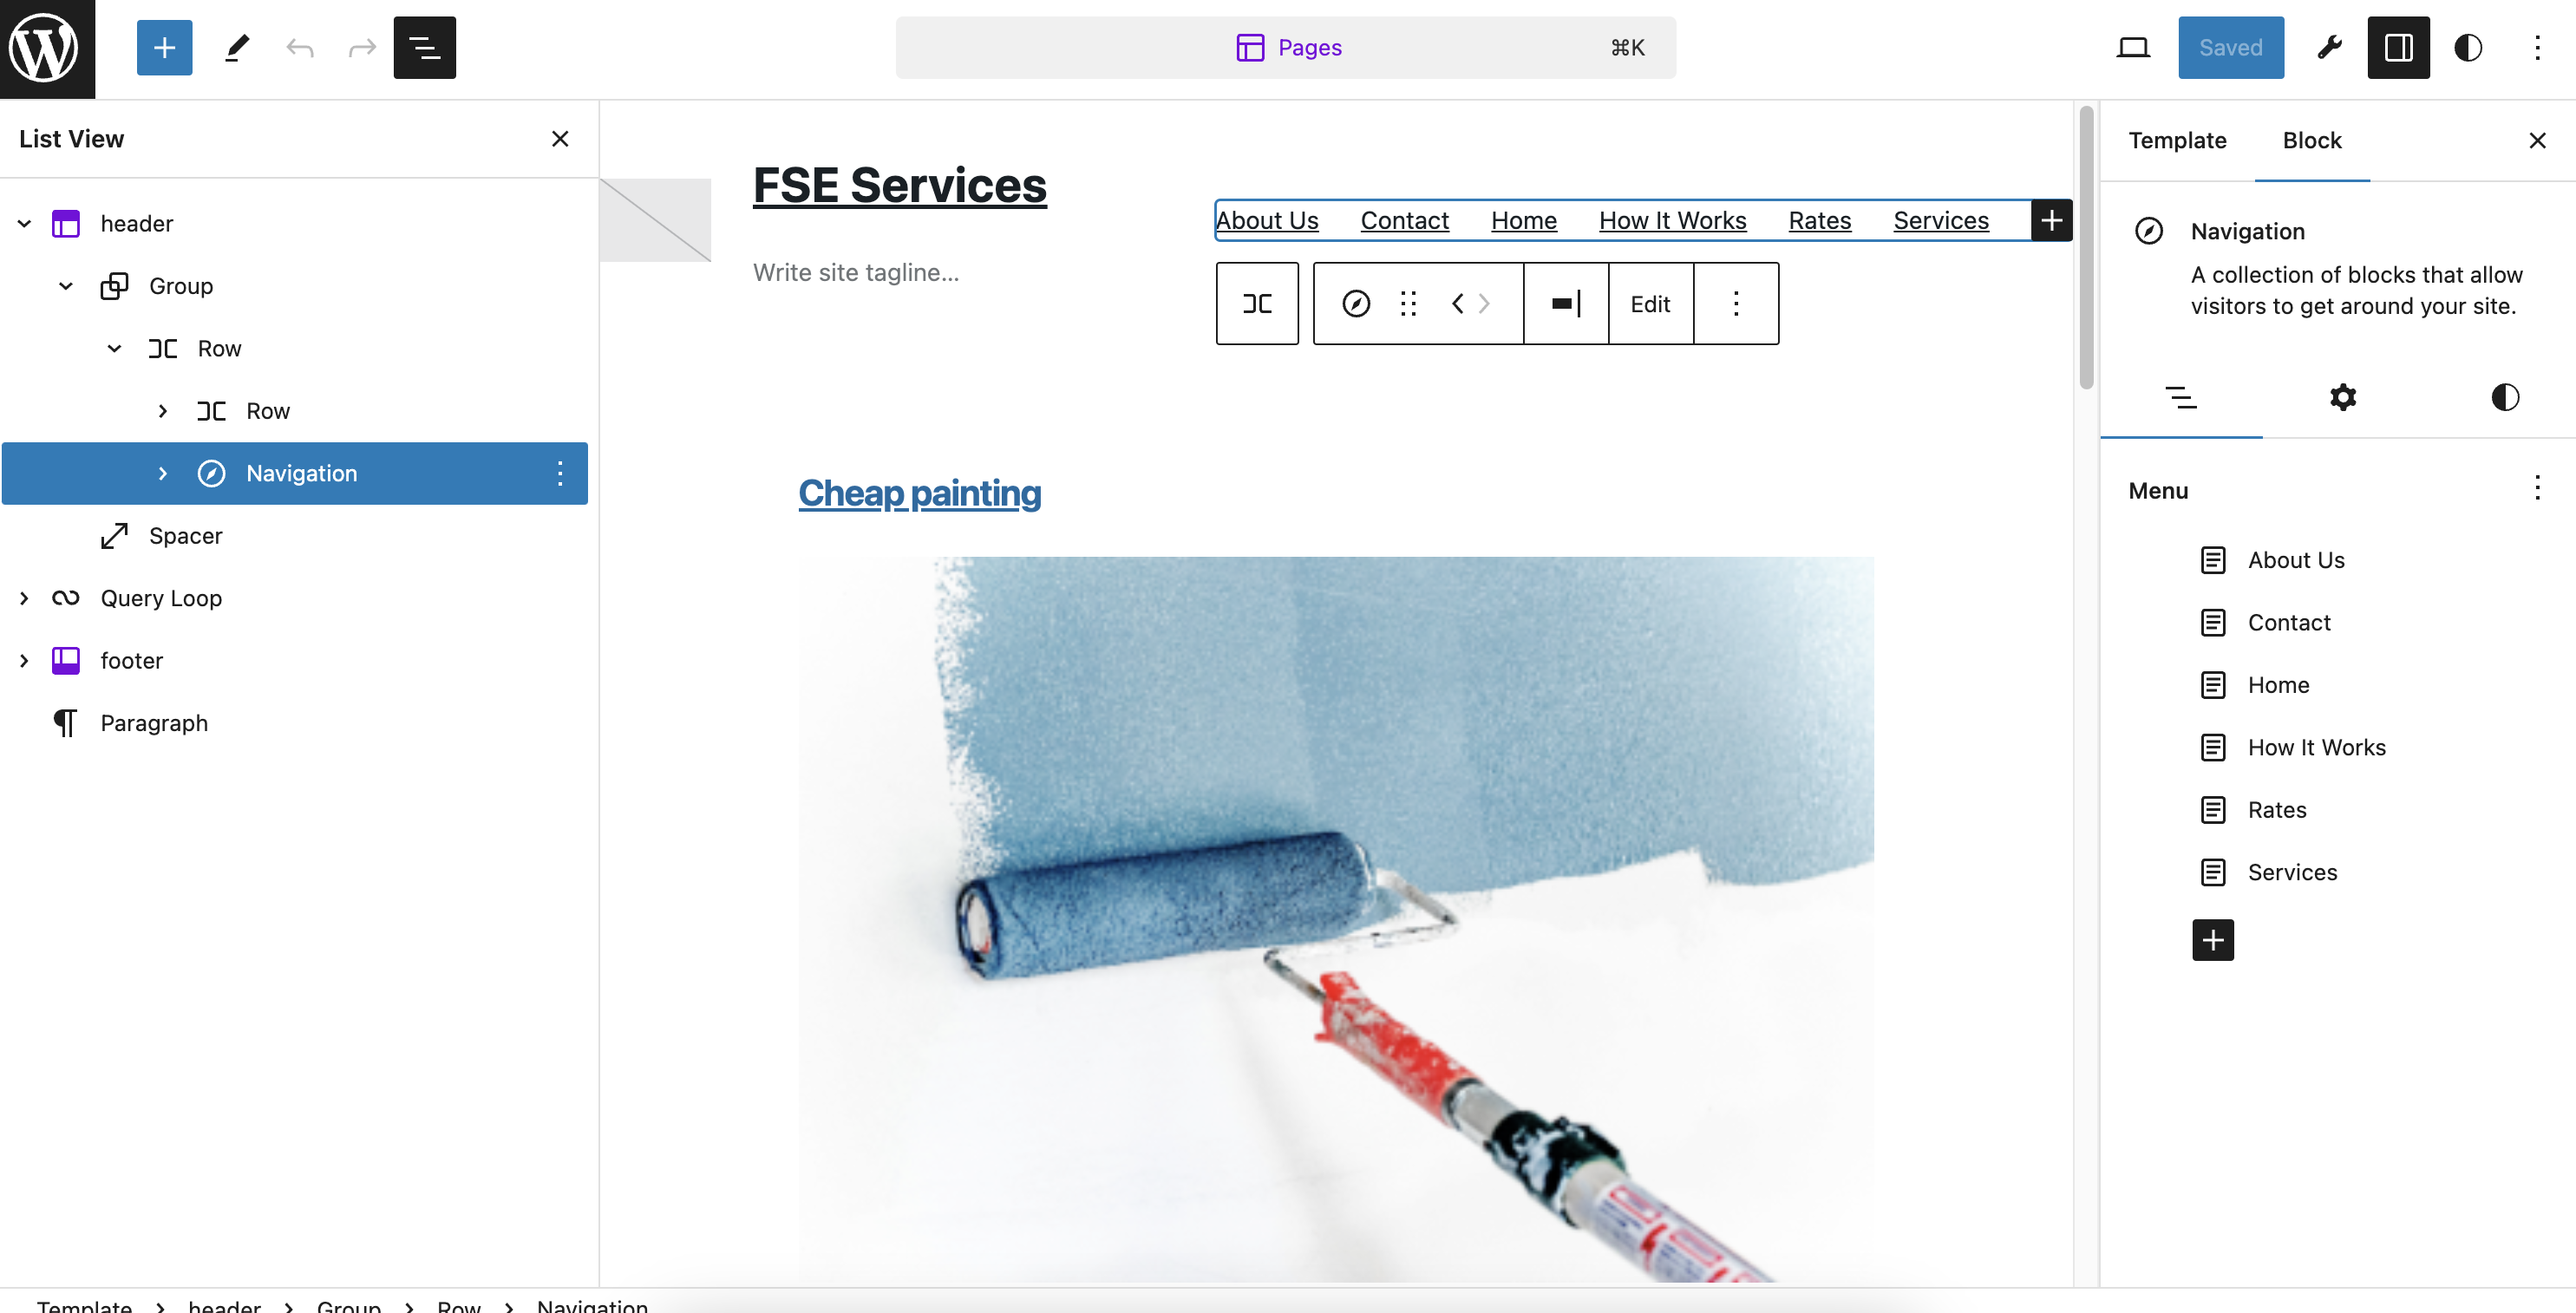 Pages
⌘K
Saved
List View
header
Group
Row
Row
Navigation
Spacer
Query Loop
footer
Paragraph
FSE Services
Write site tagline...
About Us
Contact
Home
How It Works
Rates
Services
Edit
Cheap painting
Template
Block
Navigation
A collection of blocks that allow
visitors to get around your site.
Menu
About Us
Contact
Home
How It Works
Rates
Services
Template > header > Group > Row > Navigation